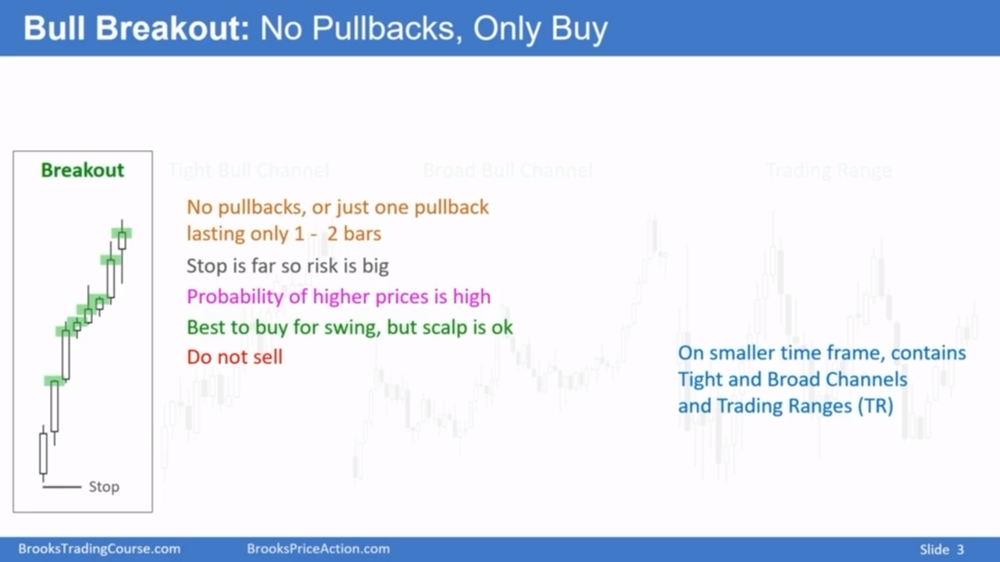 Bull Breakout: No Pullbacks, Only Buy
Breakout
Tight Bull Channel
Broad Bull Channel
Trading Range
No pullbacks, or just one pullback
lasting only 1 - 2 bars
Stop is far so risk is big
Probability of higher prices is high
Best to buy for swing, but scalp is ok
Do not sell
On smaller time frame, contains
Tight and Broad Channels
and Trading Ranges (TR)
Stop
BrooksTradingCourse.com
BrooksPriceAction.com
Slide 3